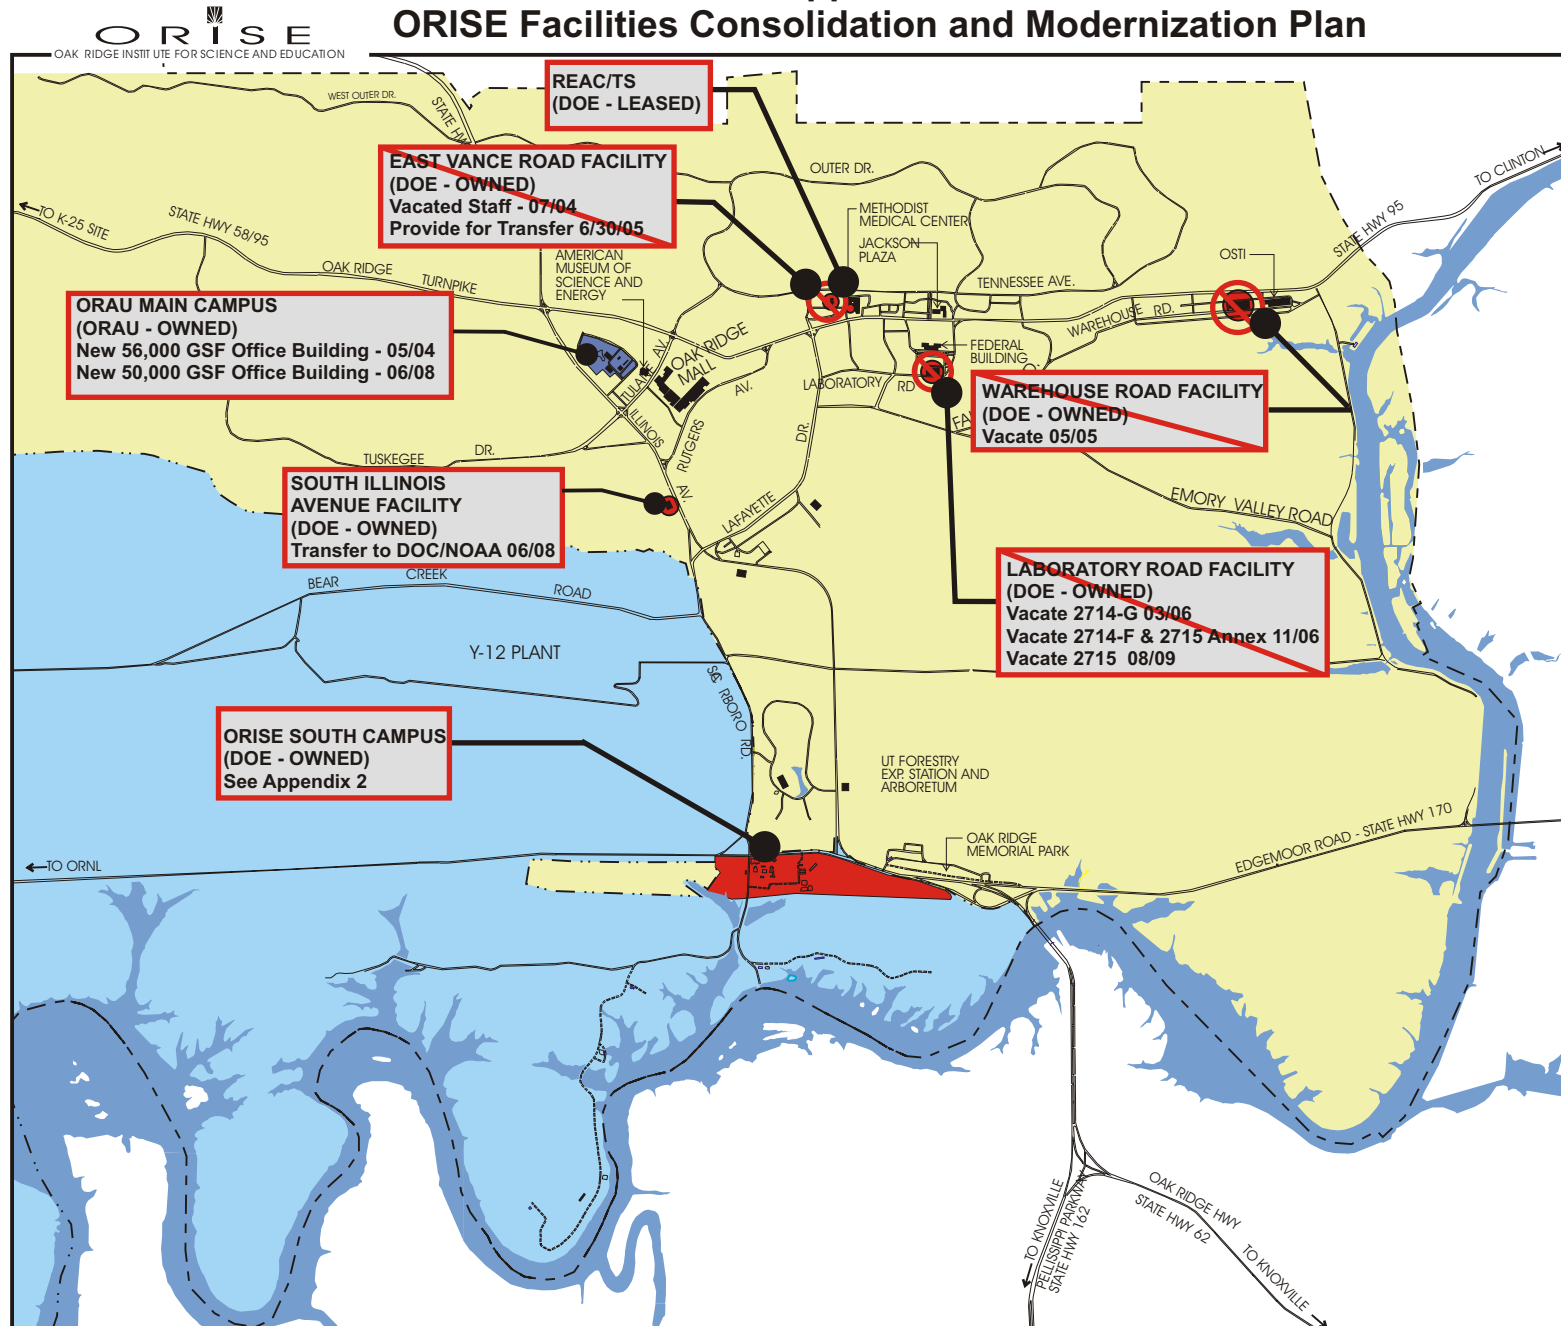 ORISE
OAK RIDGE INSTITUTE FOR SCIENCE AND EDUCATION
ORISE Facilities Consolidation and Modernization Plan
WEST OUTER DR.
STATE HW
REAC/TS
(DOE - LEASED)
EAST VANCE ROAD FACILITY
(DOE - OWNED)
Vacated Staff - 07/04
Provide for Transfer 6/30/05
OUTER DR.
TO CLINTON
METHODIST
MEDICAL CENTER
JACKSON
PLAZA
STATE HWY 95
OSTI
TO K-25 SITE
STATE HWY 58/95
OAK RIDGE
TURNPIKE
AMERICAN
MUSEUM OF
SCIENCE AND
ENERGY
TENNESSEE AVE.
WAREHOUSE RD.
ORAU MAIN CAMPUS
(ORAU - OWNED)
New 56,000 GSF Office Building - 05/04
New 50,000 GSF Office Building - 06/08
OAK RIDGE
MALL
TULANE AV.
FEDERAL
BUILDING
LABORATORY RD
O.
FA
AV.
ILLINOIS
AV.
RUTGERS
DR.
WAREHOUSE ROAD FACILITY
(DOE - OWNED)
Vacate 05/05
TUSKEGEE
DR.
SOUTH ILLINOIS
AVENUE FACILITY
(DOE - OWNED)
Transfer to DOC/NOAA 06/08
LAFAYETTE
EMORY VALLEY ROAD
LABORATORY ROAD FACILITY
(DOE - OWNED)
Vacate 2714-G 03/06
Vacate 2714-F & 2715 Annex 11/06
Vacate 2715 08/09
BEAR
CREEK
ROAD
Y-12 PLANT
SCARBORO RD.
ORISE SOUTH CAMPUS
(DOE - OWNED)
See Appendix 2
UT FORESTRY
EXP. STATION AND
ARBORETUM
OAK RIDGE
MEMORIAL PARK
EDGEMOOR ROAD - STATE HWY 170
TO ORNL
TO KNOXVILLE
PELLISSIPPI PARKWAY
STATE HWY 162
OAK RIDGE HWY
STATE HWY 62
TO KNOXVILLE